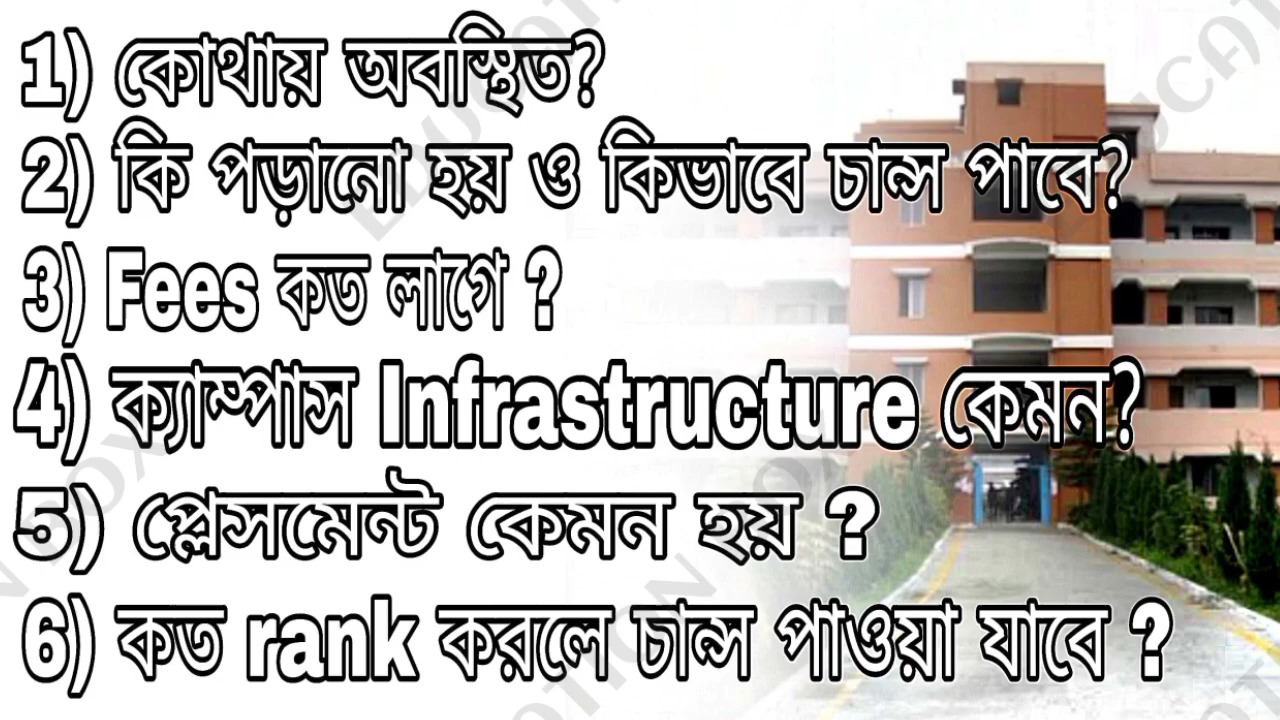 1) কোথায় অবস্থিত?
2) কি পড়ানো হয় ও কিভাবে চান্স পাবে?
3) Fees কত লাগে ?
4) ক্যাম্পাস Infrastructure কেমন?
5) প্লেসমেন্ট কেমন হয় ?
6) কত rank করলে চান্স পাওয়া যাবে ?